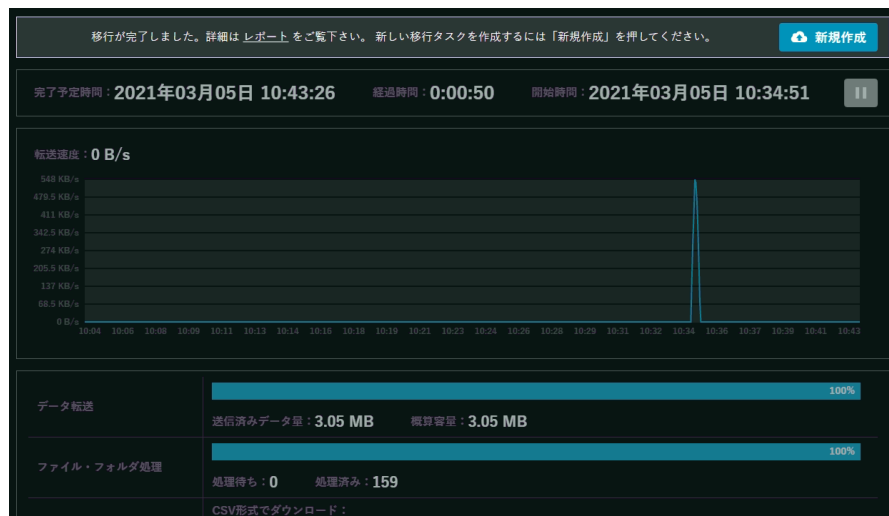 移行が完了しました。詳細は レポート をご覧下さい。 新しい移行タスクを作成するには「新規作成」を押してください。 新規作成
完了予定時間：2021年03月05日 10:43:26 経過時間：0:00:50 開始時間：2021年03月05日 10:34:51
転送速度：0 B/s
548 KB/s
479.5 KB/s
411 KB/s
342.5 KB/s
274 KB/s
205.5 KB/s
137 KB/s
68.5 KB/s
0 B/s
10:04 10:06 10:08 10:09 10:11 10:13 10:14 10:16 10:18 10:19 10:21 10:23 10:24 10:26 10:28 10:29 10:31 10:32 10:34 10:36 10:37 10:39 10:41 10:43
データ転送 100%
送信済みデータ量：3.05 MB 概算容量：3.05 MB
ファイル・フォルダ処理 100%
処理待ち：0 処理済み：159
CSV形式でダウンロード：